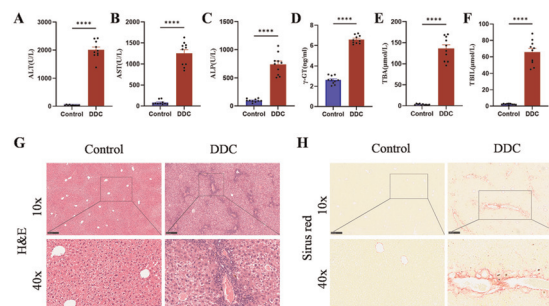 A
****
ALT(U/L)
3000
2000
1000
0
Control
DDC
B
****
AST(U/L)
2000
1500
1000
500
0
Control
DDC
C
****
ALP(U/L)
1500
1000
500
0
Control
DDC
D
****
γ-GT(ng/ml)
8
6
4
2
0
Control
DDC
E
****
TBA(μmol/L)
200
150
100
50
0
Control
DDC
F
****
TBIL(μmol/L)
100
80
60
40
20
0
Control
DDC
G
Control
DDC
H&E
10x
40x
H
Control
DDC
Sirus red
10x
40x